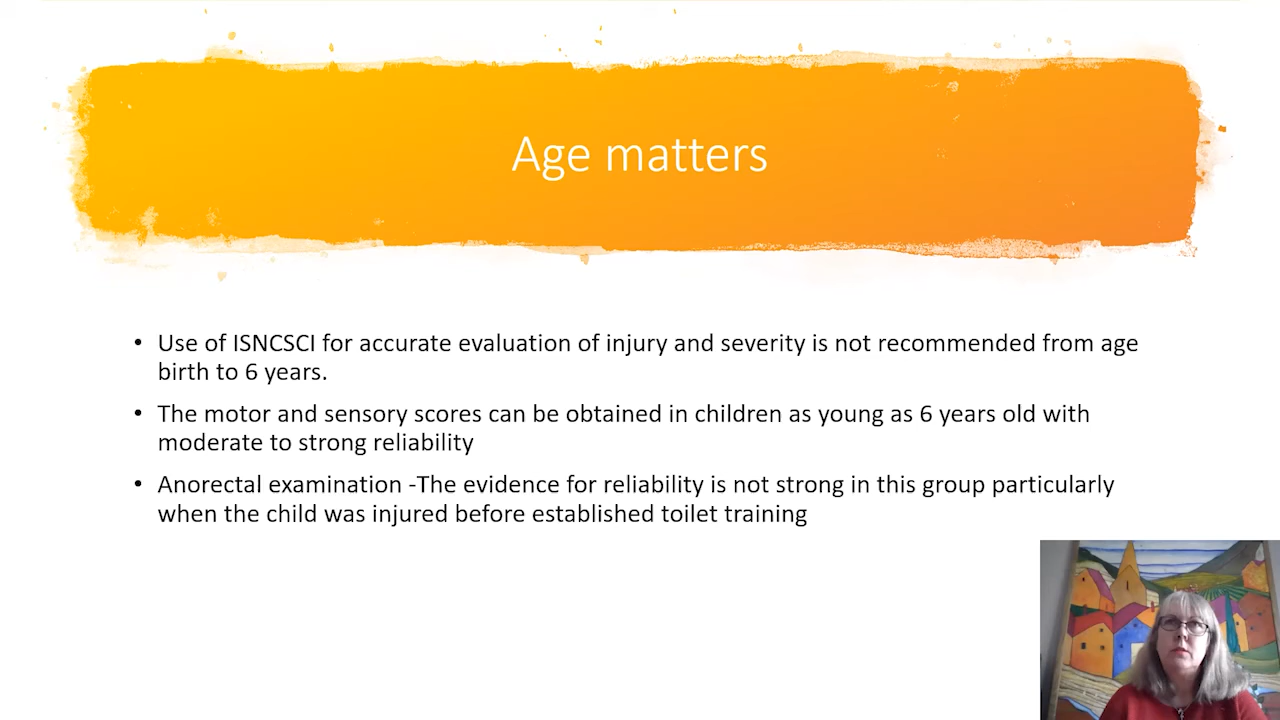 Age matters
• Use of ISNCSCI for accurate evaluation of injury and severity is not recommended from age
birth to 6 years.
• The motor and sensory scores can be obtained in children as young as 6 years old with
moderate to strong reliability
• Anorectal examination -The evidence for reliability is not strong in this group particularly
when the child was injured before established toilet training